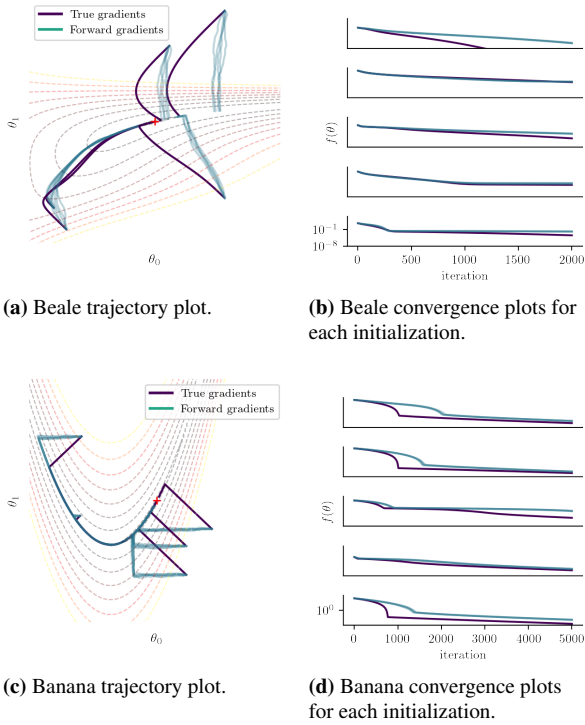 True gradients
Forward gradients
θ₁
θ₀
(a) Beale trajectory plot.
f(θ)
10⁻¹
10⁻⁸
0 500 1000 1500 2000
iteration
(b) Beale convergence plots for
each initialization.
True gradients
Forward gradients
θ₁
θ₀
(c) Banana trajectory plot.
f(θ)
10⁰
0 1000 2000 3000 4000 5000
iteration
(d) Banana convergence plots
for each initialization.